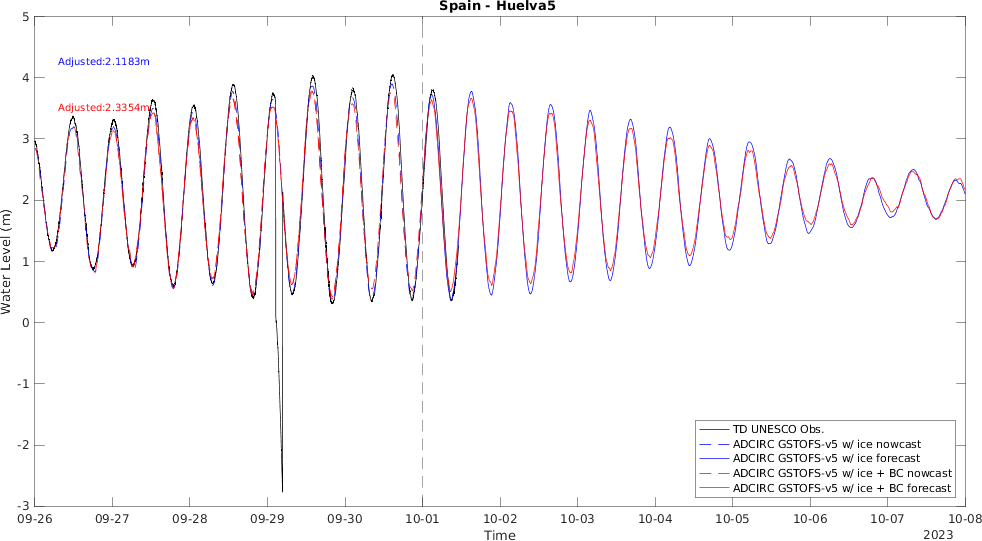 Spain - Huelva5
Adjusted:2.1183m
Adjusted:2.3354m
Water Level (m)
5
4
3
2
1
0
-1
-2
-3
TD UNESCO Obs.
ADCIRC GSTOFS-v5 w/ ice nowcast
ADCIRC GSTOFS-v5 w/ ice forecast
ADCIRC GSTOFS-v5 w/ ice + BC nowcast
ADCIRC GSTOFS-v5 w/ ice + BC forecast
09-26 09-27 09-28 09-29 09-30 10-01 10-02 10-03 10-04 10-05 10-06 10-07 10-08
Time
2023